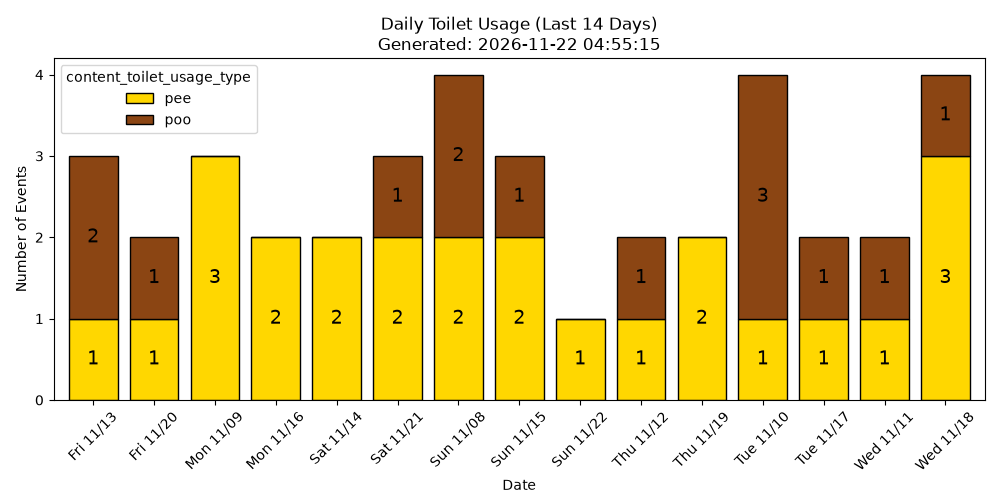 Daily Toilet Usage (Last 14 Days)
Generated: 2026-11-22 04:55:15
content_toilet_usage_type
pee
poo
Number of Events
4
3
2
1
0
2 1 3 2 2 1 2 2 1 2 2 1 2 1 1 1 2 3 1 1 1 1 1 1 3
1 1
Fri 11/13
Fri 11/20
Mon 11/09
Mon 11/16
Sat 11/14
Sat 11/21
Sun 11/08
Sun 11/15
Sun 11/22
Thu 11/12
Thu 11/19
Tue 11/10
Tue 11/17
Wed 11/11
Wed 11/18
Date